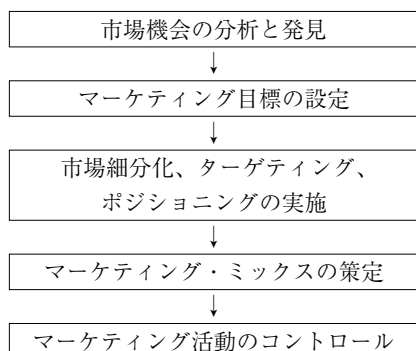 市場機会の分析と発見
↓
マーケティング目標の設定
↓
市場細分化、ターゲティング、
ポジショニングの実施
↓
マーケティング・ミックスの策定
↓
マーケティング活動のコントロール